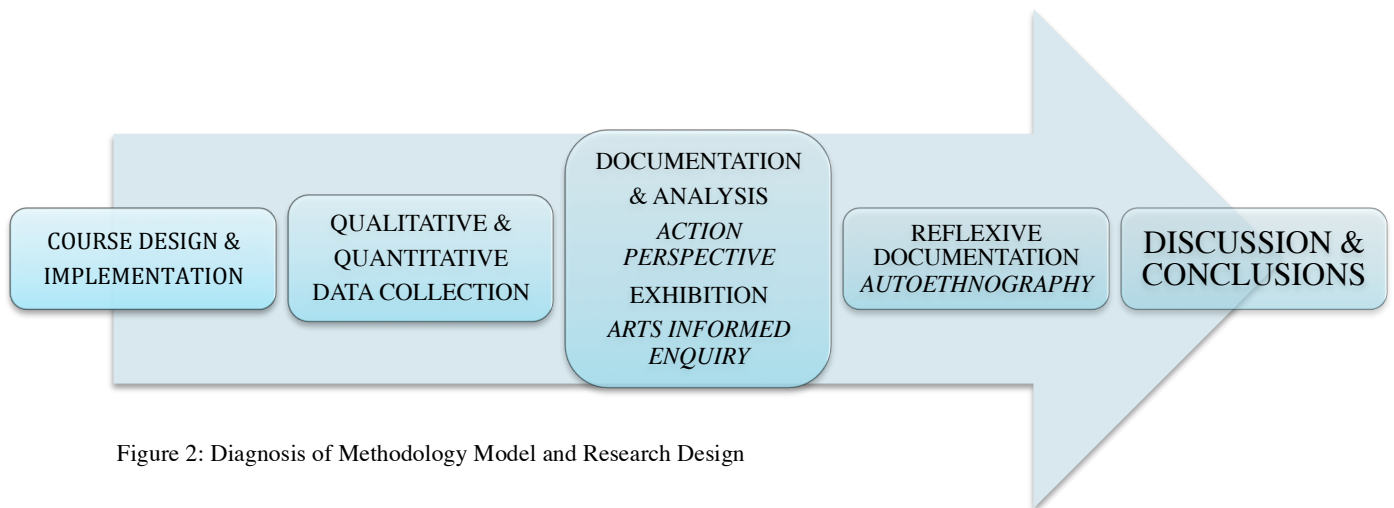 COURSE DESIGN &
IMPLEMENTATION
QUALITATIVE &
QUANTITATIVE
DATA COLLECTION
DOCUMENTATION
& ANALYSIS
ACTION
PERSPECTIVE
EXHIBITION
ARTS INFORMED
ENQUIRY
REFLEXIVE
DOCUMENTATION
AUTOETHNOGRAPHY
DISCUSSION &
CONCLUSIONS
Figure 2: Diagnosis of Methodology Model and Research Design